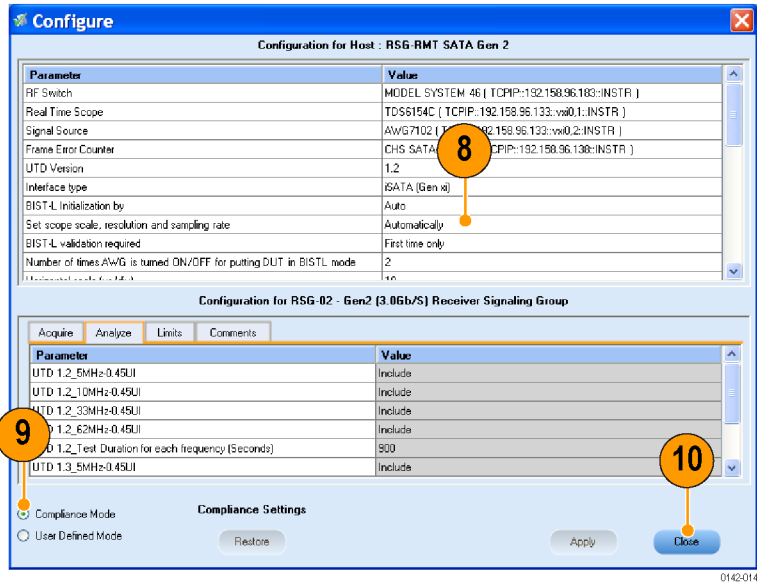 Configure
Configuration for Host : RSG-RMT SATA Gen 2
Parameter Value
RF Switch MODEL SYSTEM 46 ( TCPIP::192.158.96.183::INSTR )
Real Time Scope TDS6154C ( TCPIP::192.158.96.133::vxi0,1::INSTR )
Signal Source AWG7102 ( 192.158.96.133::vxi0,2::INSTR )
Frame Error Counter CHS SATA CPIP::192.158.96.138::INSTR )
8
UTD Version 1.2
Interface type iSATA (Gen xi)
BIST-L Initialization by Auto
Set scope scale, resolution and sampling rate Automatically
BIST-L validation required First time only
Number of times AWG is turned ON/OFF for putting DUT in BISTL mode 2
Configuration for RSG-02 - Gen2 (3.0Gb/S) Receiver Signaling Group
Acquire Analyze Limits Comments
Parameter Value
UTD 1.2_5MHz-0.45UI Include
UTD 1.2_10MHz-0.45UI Include
UTD 1.2_33MHz-0.45UI Include
1.2_62MHz-0.45UI Include
9
1.2_Test Duration for each frequency (Seconds) 900
UTD 1.3_5MHz-0.45UI Include
10
Compliance Mode Compliance Settings
User Defined Mode Restore Apply Close
0142-014